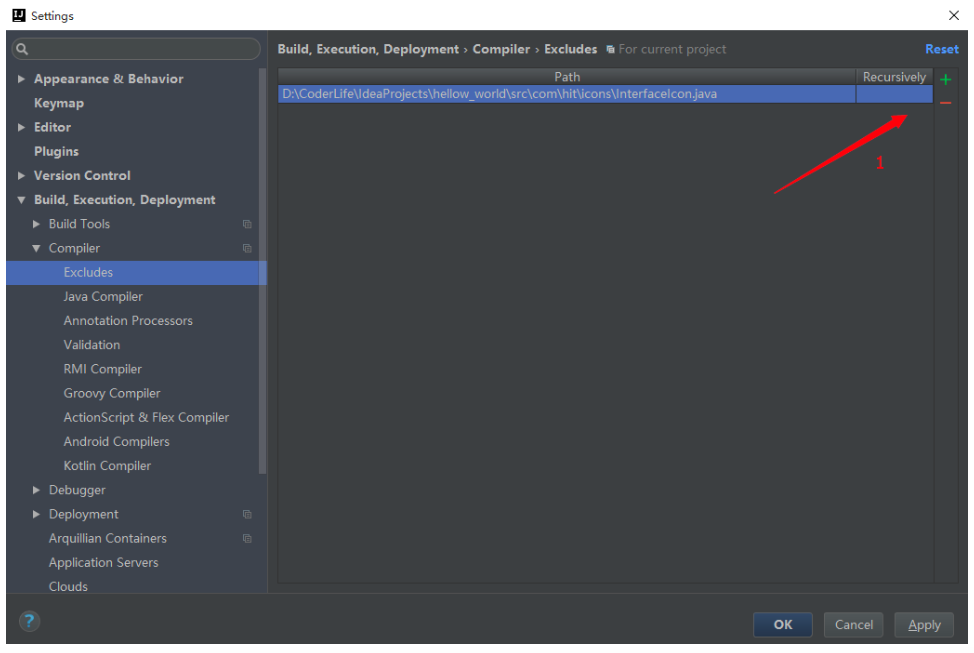 Settings
Build, Execution, Deployment › Compiler › Excludes For current project Reset
Appearance & Behavior
Keymap
Editor
Plugins
Version Control
Build, Execution, Deployment
Build Tools
Compiler
Excludes
Java Compiler
Annotation Processors
Validation
RMI Compiler
Groovy Compiler
ActionScript & Flex Compiler
Android Compilers
Kotlin Compiler
Debugger
Deployment
Arquillian Containers
Application Servers
Clouds
Path Recursively
D:\CoderLife\IdeaProjects\hellow_world\src\com\hit\icons\InterfaceIcon.java
1
?
OK Cancel Apply